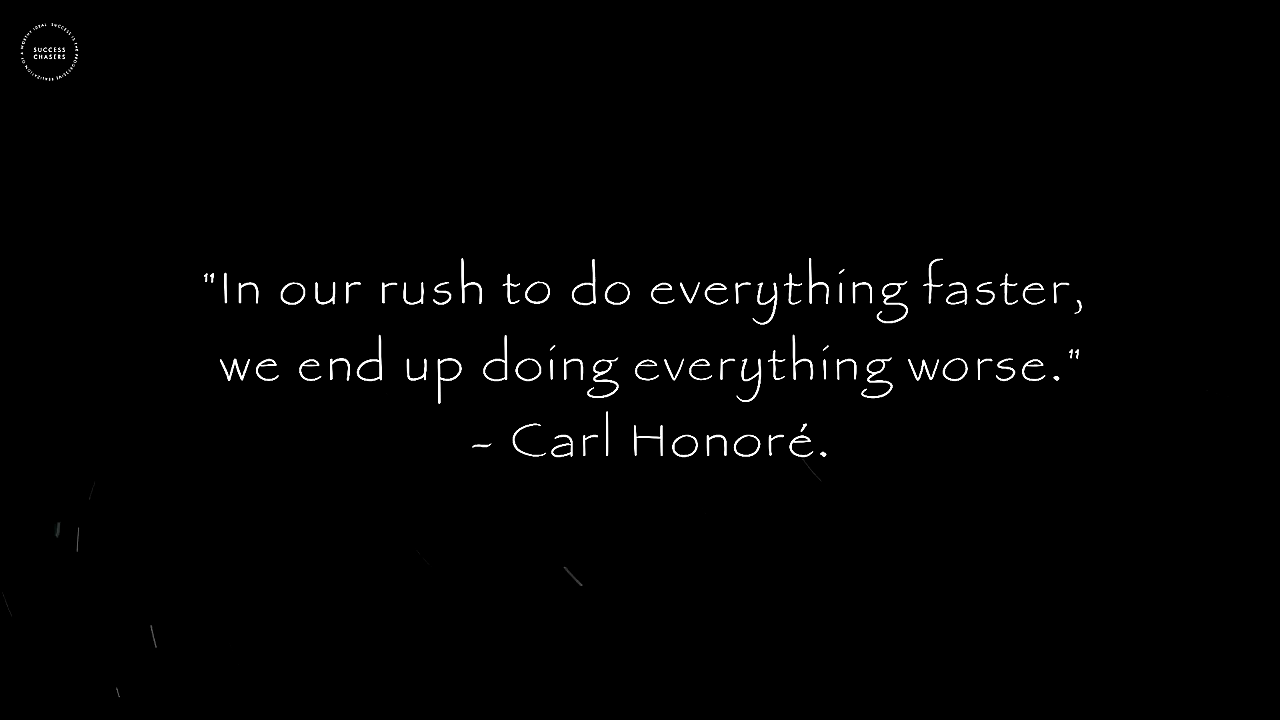 SUCCESS
CHASERS
"In our rush to do everything faster,
we end up doing everything worse."
- Carl Honoré.